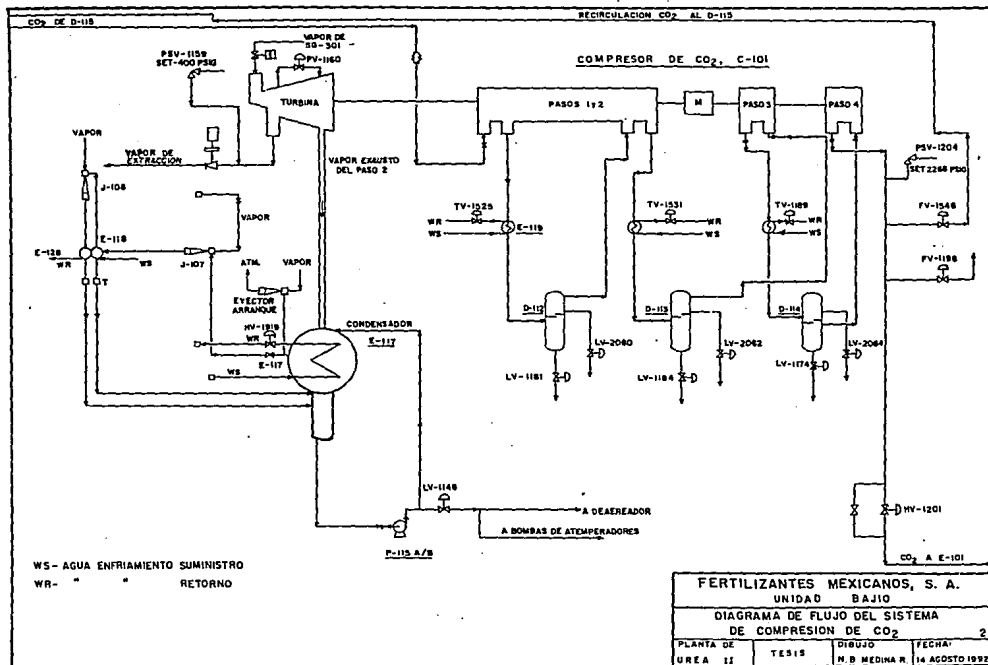 CO₂ DE D-115
RECIRCULACION CO₂ AL D-115
PSV-1159
SET-400 PSIG
VAPOR DE
SG-301
PV-1160
TURBINA
COMPRESOR DE CO₂, C-101
PASOS 1 y 2
M
PASO 3
PASO 4
VAPOR
VAPOR DE
EXTRACCION
VAPOR EXAUSTO
DEL PASO 2
PSV-1204
J-108
VAPOR
TV-1525
WR
WS
E-119
TV-1531
WR
WS
TV-1189
WR
WS
FV-1546
E-128
E-118
WR
WS
J-107
T
ATM.
VAPOR
EYECTOR
ARRANQUE
FV-1198
HV-1919
WR
E-117
WS
CONDENSADOR
E-117
D-112
LV-2060
LV-1181
D-113
LV-2062
LV-1184
D-114
LV-2064
LV-1174
LV-1146
A DEAEREADOR
A BOMBAS DE ATEMPERADORES
P-115 A/B
HV-1201
CO₂ A E-101
WS- AGUA ENFRIAMIENTO SUMINISTRO
WR- " " RETORNO
FERTILIZANTES MEXICANOS, S. A.
UNIDAD BAJIO
DIAGRAMA DE FLUJO DEL SISTEMA
DE COMPRESION DE CO₂ 2
PLANTA DE
UREA II
TESIS
DIBUJO
N. B MEDINA R.
FECHA:
14 AGOSTO 1992